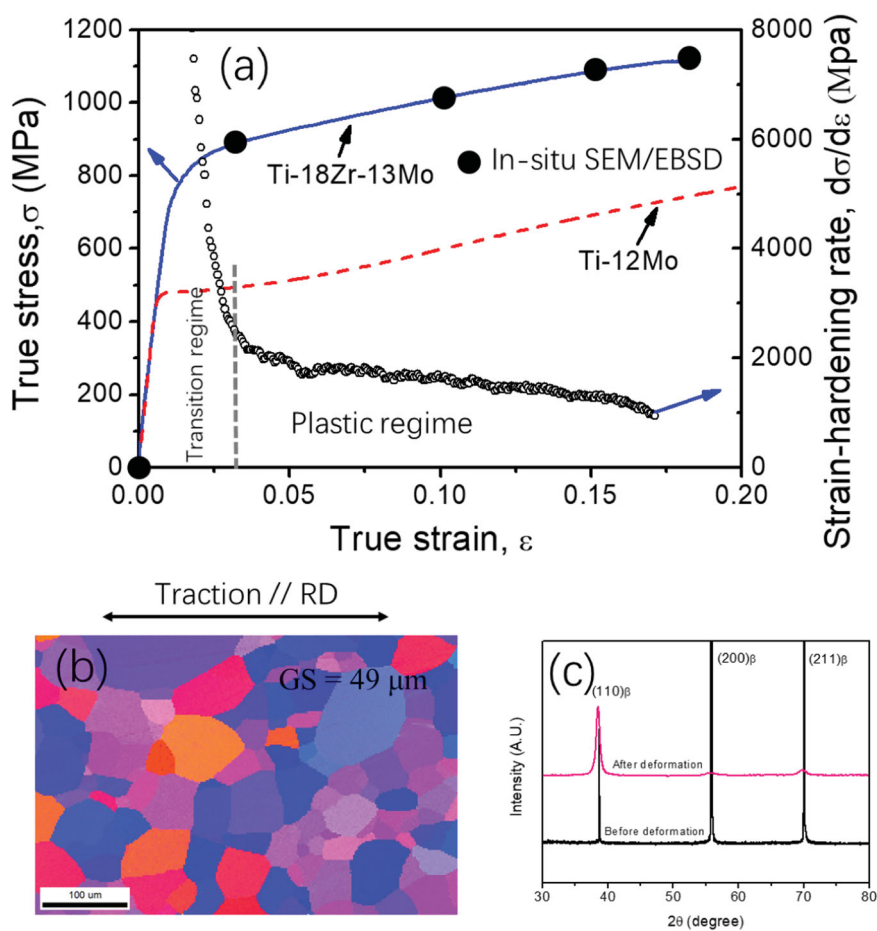 (a)
1200
1000
800
600
400
200
0
True stress,σ (MPa)
8000
6000
4000
2000
0
Strain-hardening rate, dσ/dε (Mpa)
Ti-18Zr-13Mo
In-situ SEM/EBSD
Ti-12Mo
Transition regime
Plastic regime
0.00 0.05 0.10 0.15 0.20
True strain, ε
Traction // RD
(b)
GS = 49 μm
100 um
(c)
(110)β
(200)β
(211)β
After deformation
Before deformation
Intensity (A.U.)
30 40 50 60 70 80
2θ (degree)